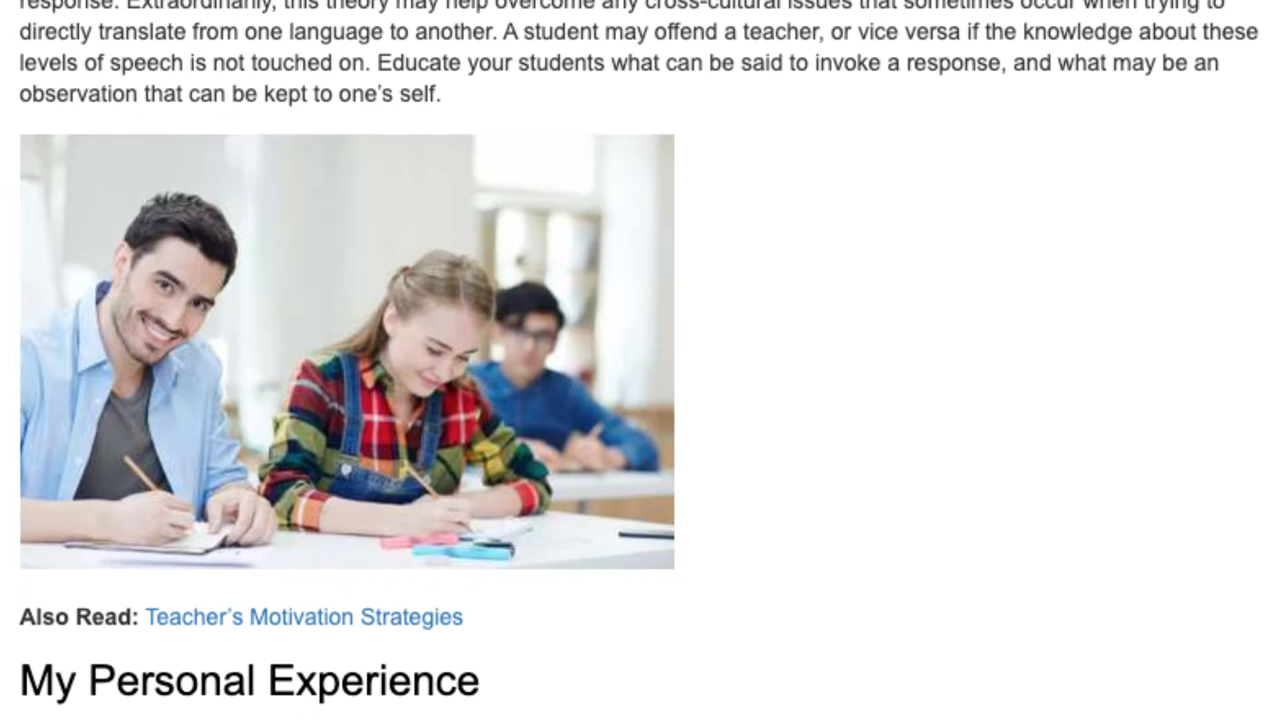 response. Extraordinarily, this theory may help overcome any cross-cultural issues that sometimes occur when trying to
directly translate from one language to another. A student may offend a teacher, or vice versa if the knowledge about these
levels of speech is not touched on. Educate your students what can be said to invoke a response, and what may be an
observation that can be kept to one’s self.
Also Read: Teacher’s Motivation Strategies
My Personal Experience